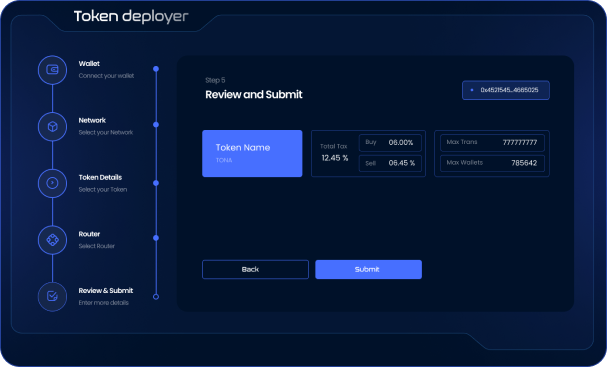 Token deployer
Wallet
Connect your wallet
Network
Select your Network
Token Details
Select your Token
Router
Select Router
Review & Submit
Enter more details
Step 5
Review and Submit
0x4521545...4665025
Token Name
TONA
Total Tax
12.45 %
Buy 06.00%
Sell 06.45 %
Max Trans 777777777
Max Wallets 785642
Back
Submit